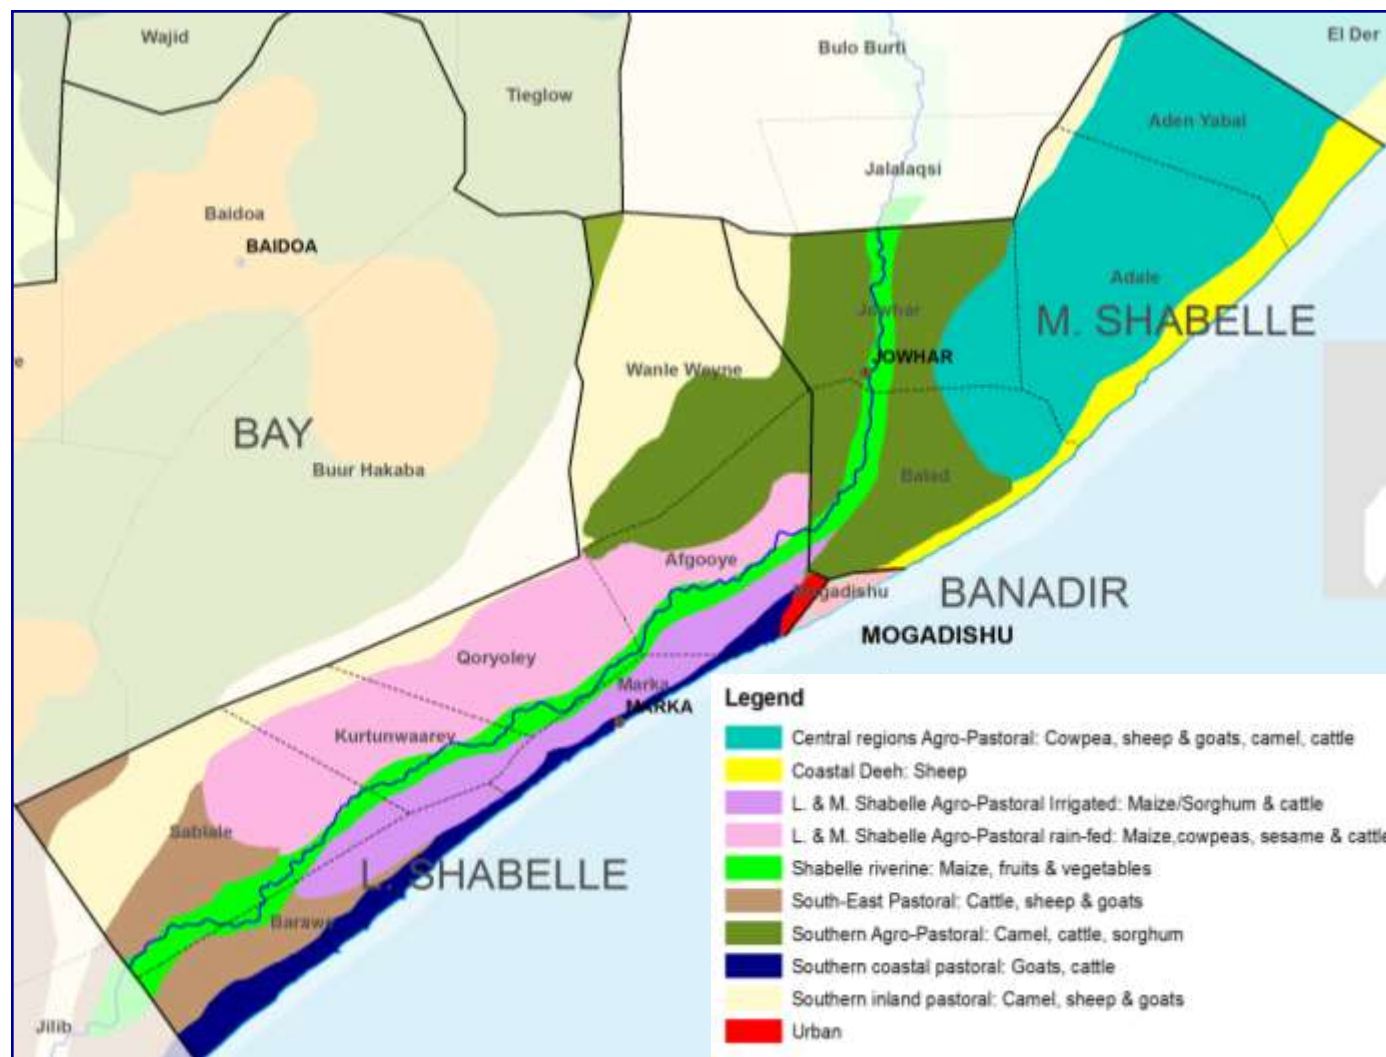 Wajid
Bulo Burti
El Der
Tieglow
Aden Yabal
Jalalaqsi
Baidoa
BAIDOA
Adale
Jowhar
M. SHABELLE
JOWHAR
Wanle Weyne
BAY
Buur Hakaba
Balad
Afgooye
Mogadishu
BANADIR
MOGADISHU
Qoryoley
Marka
MARKA
Kurtunwaarey
Sablale
L. SHABELLE
Barawe
Jilib
Legend
Central regions Agro-Pastoral: Cowpea, sheep & goats, camel, cattle
Coastal Deeh: Sheep
L. & M. Shabelle Agro-Pastoral Irrigated: Maize/Sorghum & cattle
L. & M. Shabelle Agro-Pastoral rain-fed: Maize,cowpeas, sesame & cattle
Shabelle riverine: Maize, fruits & vegetables
South-East Pastoral: Cattle, sheep & goats
Southern Agro-Pastoral: Camel, cattle, sorghum
Southern coastal pastoral: Goats, cattle
Southern inland pastoral: Camel, sheep & goats
Urban